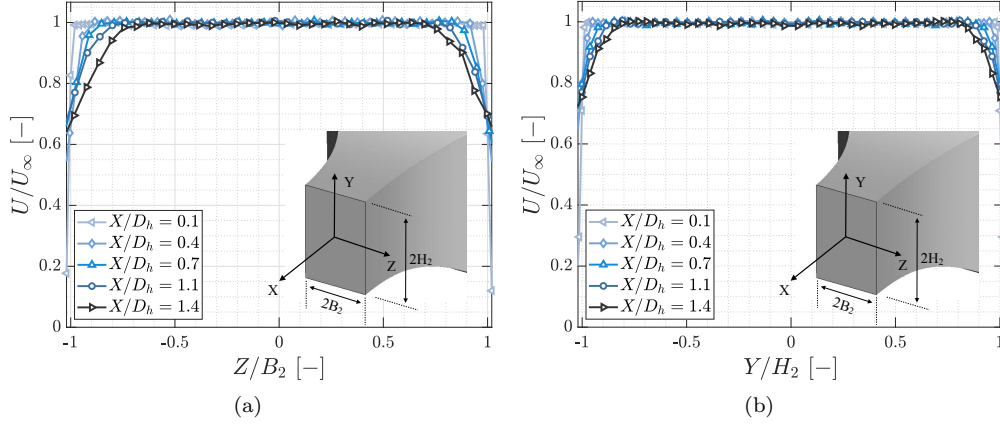 1
0.8
0.6
0.4
0.2
0
U/U∞ [−]
X/Dₕ = 0.1
X/Dₕ = 0.4
X/Dₕ = 0.7
X/Dₕ = 1.1
X/Dₕ = 1.4
Y
Z
X
2H₂
2B₂
-1 -0.5 0 0.5 1
Z/B₂ [−]
(a)
1
0.8
0.6
0.4
0.2
0
U/U∞ [−]
X/Dₕ = 0.1
X/Dₕ = 0.4
X/Dₕ = 0.7
X/Dₕ = 1.1
X/Dₕ = 1.4
Y
Z
X
2H₂
2B₂
-1 -0.5 0 0.5 1
Y/H₂ [−]
(b)